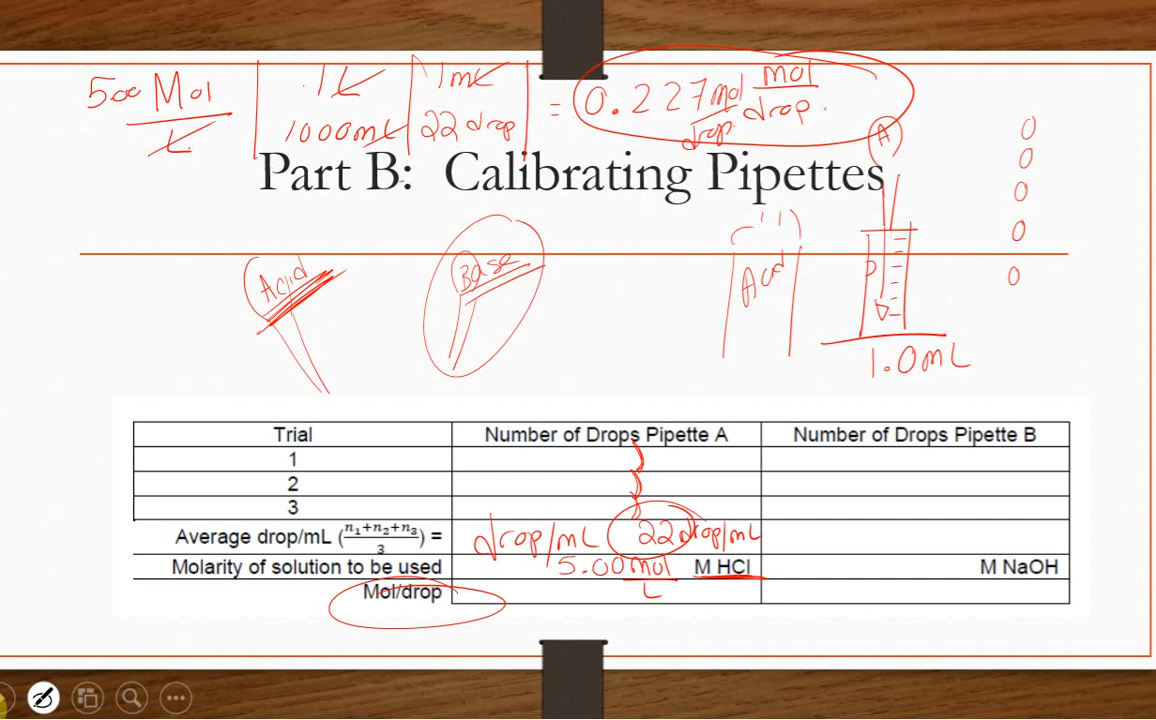 500 Mol / L | 1L / 1000mL | 1mL / 22 drop | = 0.227 mol / drop mol / drop.
A
Part B: Calibrating Pipettes
Acid
Base
Acid
1.0mL
Trial | Number of Drops Pipette A | Number of Drops Pipette B
1
2
3
Average drop/mL ((n₁+n₂+n₃)/3) = drop/mL 22 drop/mL
Molarity of solution to be used 5.00 mol / L M HCl | M NaOH
Mol/drop